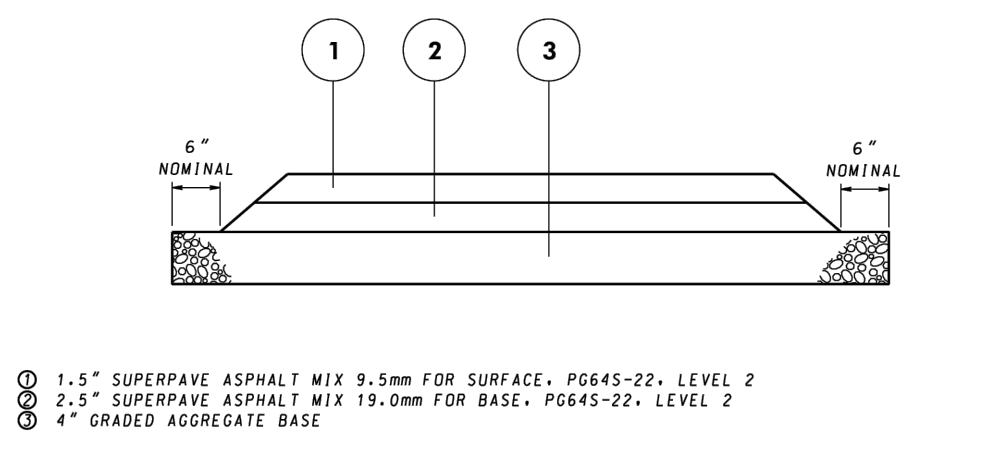 1 2 3
6" 6"
NOMINAL NOMINAL
① 1.5" SUPERPAVE ASPHALT MIX 9.5mm FOR SURFACE, PG64S-22, LEVEL 2
② 2.5" SUPERPAVE ASPHALT MIX 19.0mm FOR BASE, PG64S-22, LEVEL 2
③ 4" GRADED AGGREGATE BASE